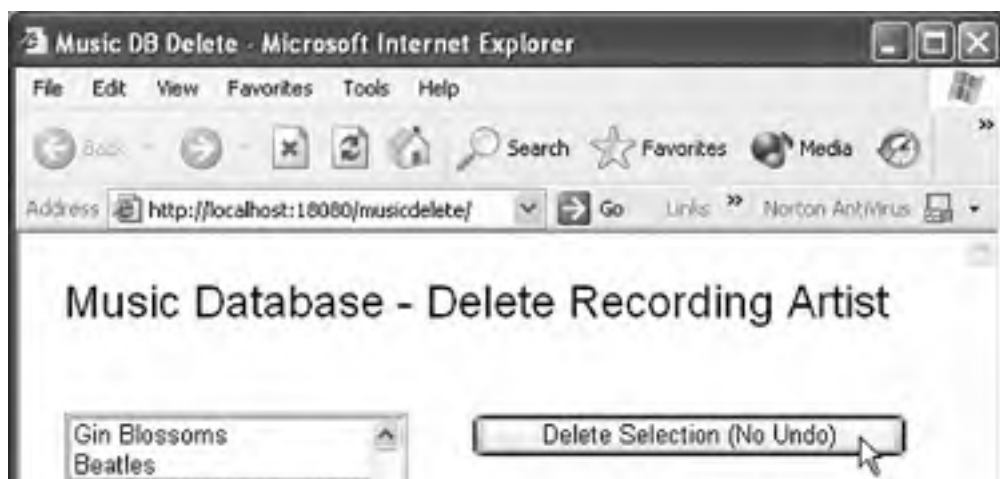 Music DB Delete - Microsoft Internet Explorer
File Edit View Favorites Tools Help
Back Search Favorites Media »
Address http://localhost:18080/musicdelete/ Go Links » Norton AntiVirus
Music Database - Delete Recording Artist
Gin Blossoms
Delete Selection (No Undo)
Beatles